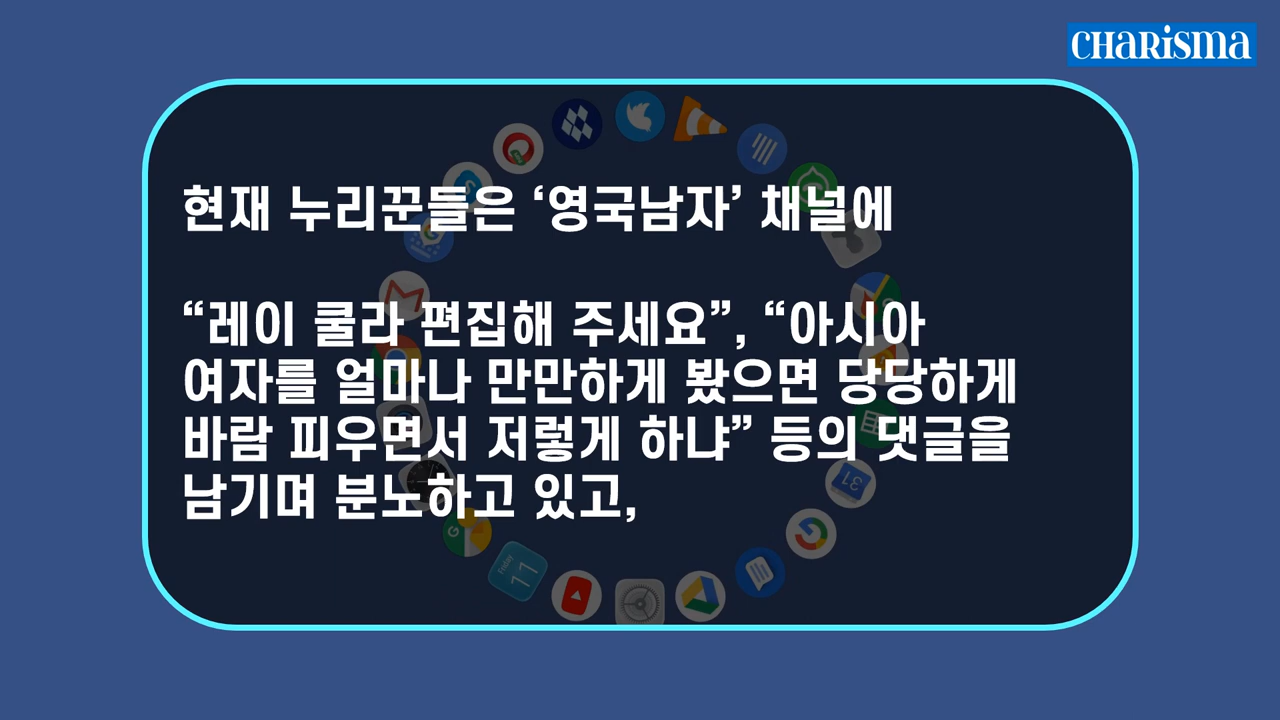 CHARiSMA
현재 누리꾼들은 ‘영국남자’ 채널에
“레이 쿨라 편집해 주세요”, “아시아
여자를 얼마나 만만하게 봤으면 당당하게
바람 피우면서 저렇게 하냐” 등의 댓글을
남기며 분노하고 있고,
31
Friday
11